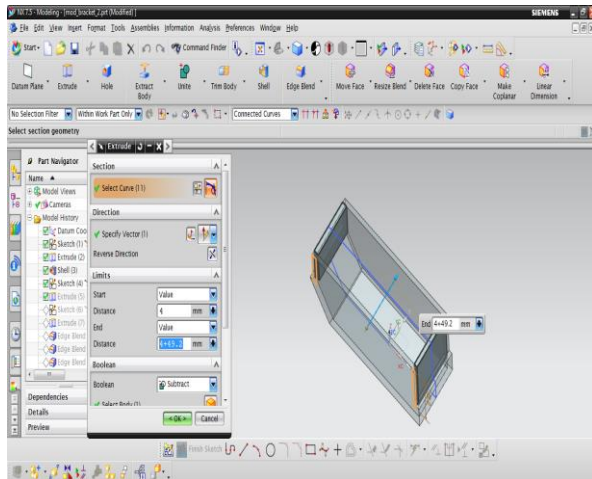 NX 7.5 - Modeling - [mod_bracket_2.prt (Modified)]
SIEMENS
File Edit View Insert Format Tools Assemblies Information Analysis Preferences Window Help
Start Command Finder
Datum Plane Extrude Hole Extract Body Unite Trim Body Shell Edge Blend Move Face Resize Blend Delete Face Copy Face Make Coplanar Linear Dimension
No Selection Filter Within Work Part Only Connected Curves
Select section geometry
Extrude
Part Navigator
Name
Model Views
Cameras
Model History
Datum Coo
Sketch (1)
Extrude (2)
Shell (3)
Sketch (4)
Extrude (5)
Sketch (6)
Extrude (7)
Edge Blend
Edge Blend
Edge Blend
Dependencies
Details
Preview
Section
Select Curve (11)
Direction
Specify Vector (1)
Reverse Direction
Limits
Start Value
Distance 4 mm
End Value
Distance 4+49.2 mm
Boolean
Boolean Subtract
Select Body (1)
<OK> Cancel
End 4+49.2 mm
Finish Sketch